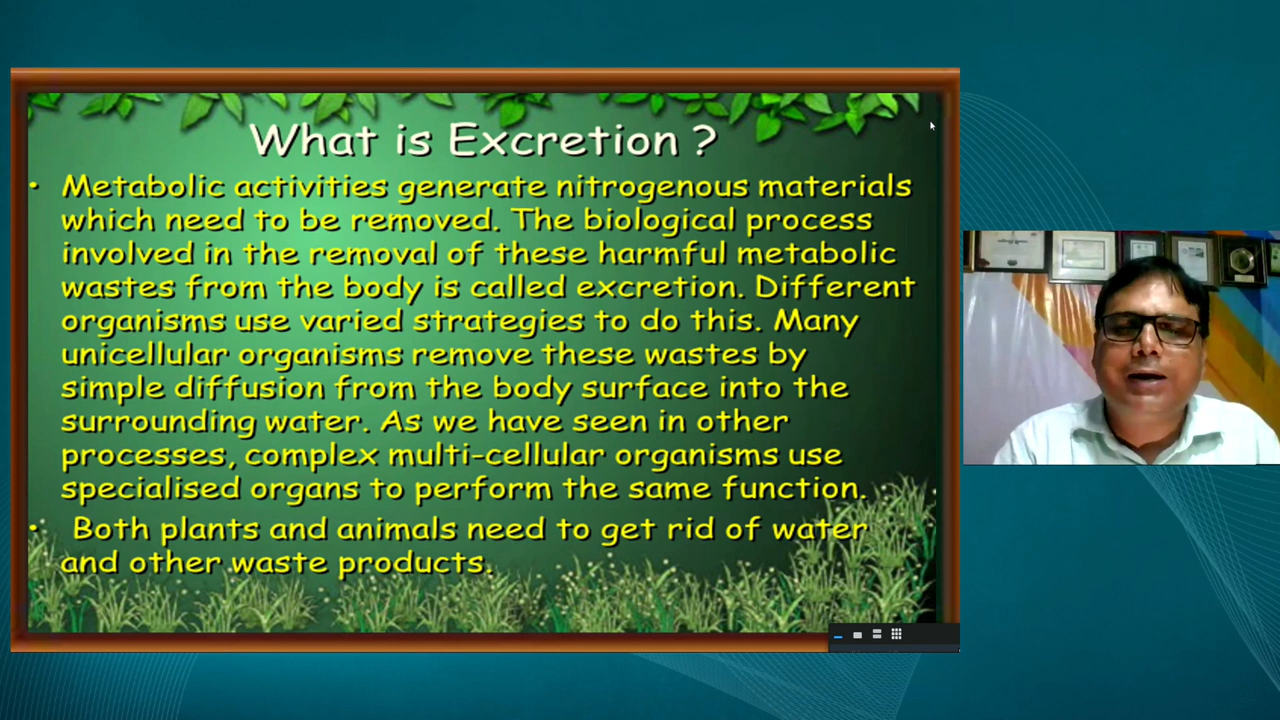 What is Excretion ?
• Metabolic activities generate nitrogenous materials
which need to be removed. The biological process
involved in the removal of these harmful metabolic
wastes from the body is called excretion. Different
organisms use varied strategies to do this. Many
unicellular organisms remove these wastes by
simple diffusion from the body surface into the
surrounding water. As we have seen in other
processes, complex multi-cellular organisms use
specialised organs to perform the same function.
• Both plants and animals need to get rid of water
and other waste products.